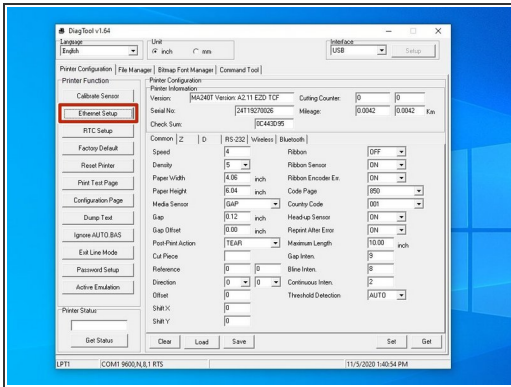 DiagTool v1.64
Language
English
Unit
inch
mm
Interface
USB
Setup
Printer Configuration
File Manager
Bitmap Font Manager
Command Tool
Printer Function
Calibrate Sensor
Ethernet Setup
RTC Setup
Factory Default
Reset Printer
Print Test Page
Configuration Page
Dump Text
Ignore AUTO.BAS
Exit Line Mode
Password Setup
Active Emulation
Printer Status
Get Status
Printer Configuration
Printer Information
Version: MA240T Version: A2.11 EZD TCF Cutting Counter: 0 0
Serial No: 24T19270026 Mileage: 0.0042 0.0042 Km
Check Sum: 0C443D95
Common Z D RS-232 Wireless Bluetooth
Speed 4 Ribbon OFF
Density 5 Ribbon Sensor ON
Paper Width 4.06 inch Ribbon Encoder Err. ON
Paper Height 6.04 inch Code Page 850
Media Sensor GAP Country Code 001
Gap 0.12 inch Head-up Sensor ON
Gap Offset 0.00 inch Reprint After Error ON
Post-Print Action TEAR Maximum Length 10.00 inch
Cut Piece Gap Inten. 9
Reference 0 0 Bline Inten. 8
Direction 0 0 Continuous Inten. 2
Offset 0 Threshold Detection AUTO
Shift X 0
Shift Y 0
Clear Load Save Set Get
LPT1 COM1 9600,N,8,1 RTS 11/5/2020 1:40:54 PM